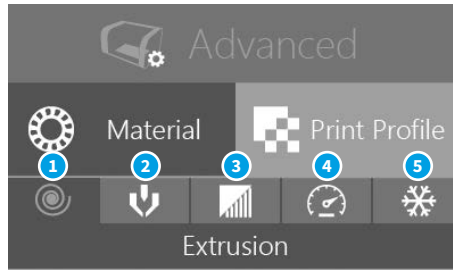 Advanced
Material
Print Profile
1 2 3 4 5
Extrusion